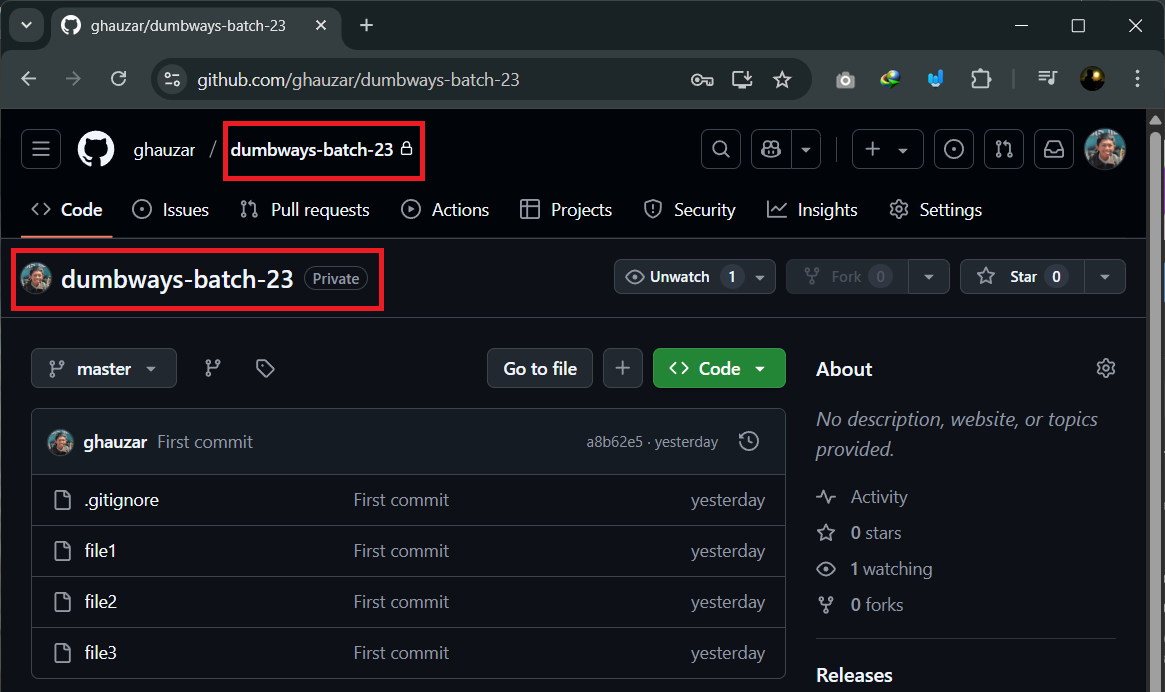 ghauzar/dumbways-batch-23
github.com/ghauzar/dumbways-batch-23
ghauzar / dumbways-batch-23
Code Issues Pull requests Actions Projects Security Insights Settings
dumbways-batch-23 Private Unwatch 1 Fork 0 Star 0
master Go to file Code About
No description, website, or topics
provided.
ghauzar First commit a8b62e5 · yesterday
.gitignore First commit yesterday
file1 First commit yesterday
file2 First commit yesterday
file3 First commit yesterday
Activity
0 stars
1 watching
0 forks
Releases